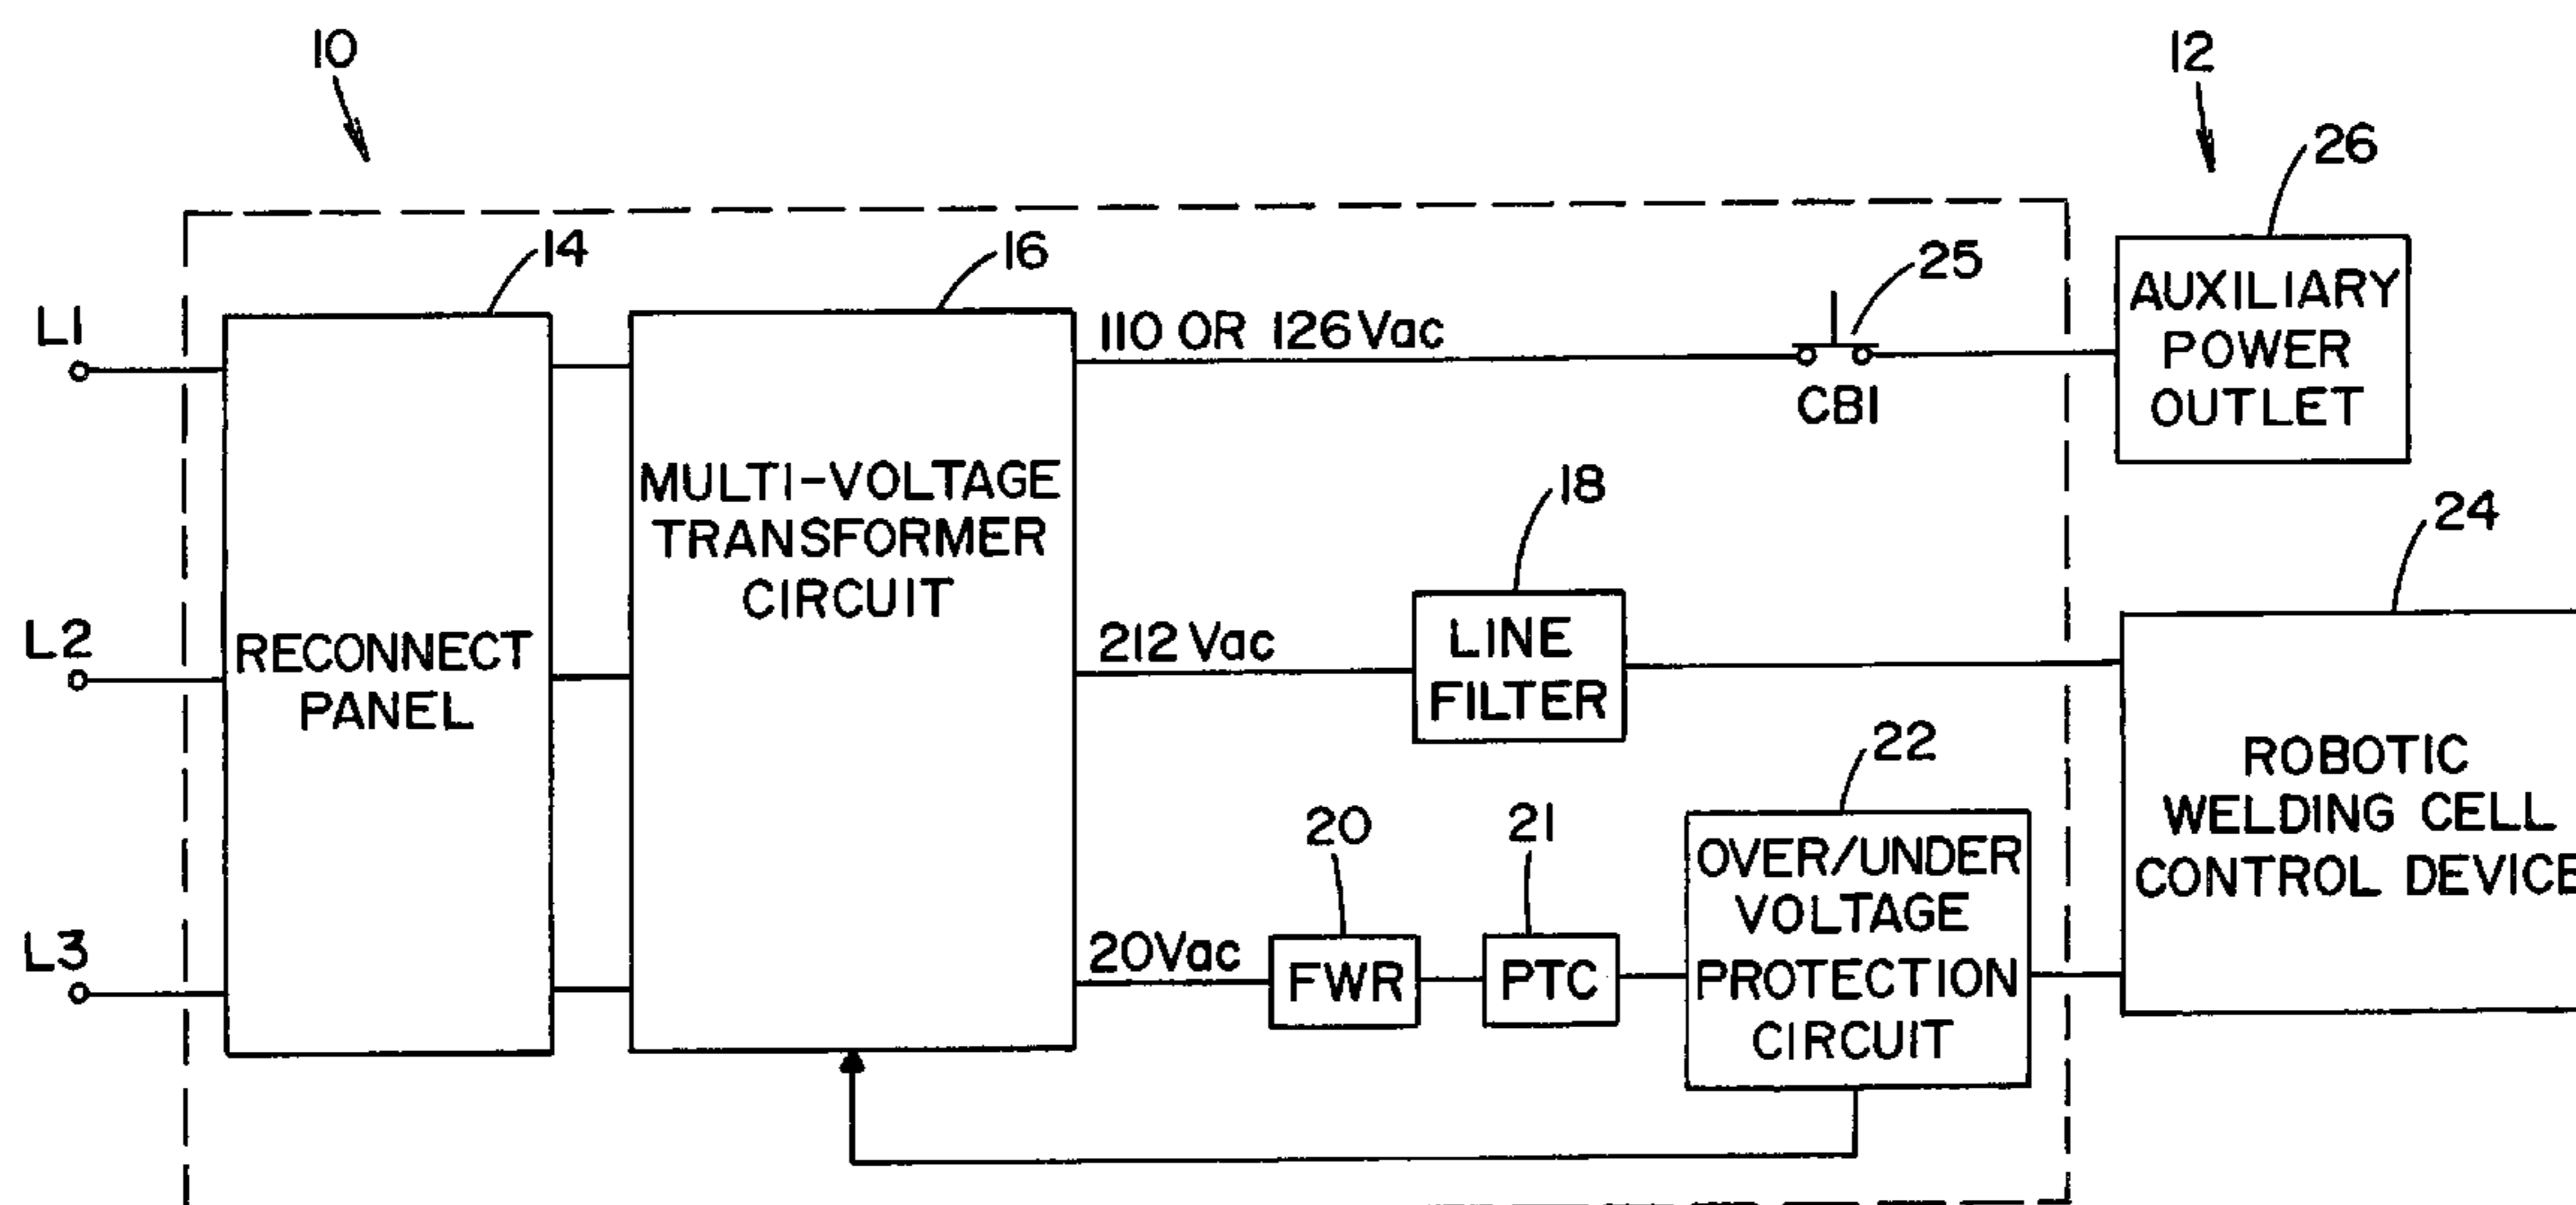 10
12
26
14
16
25
L1
110 OR 126 Vac
AUXILIARY
POWER
OUTLET
CB1
MULTI-VOLTAGE
TRANSFORMER
CIRCUIT
18
24
L2
RECONNECT
PANEL
212 Vac
LINE
FILTER
22
ROBOTIC
WELDING CELL
CONTROL DEVICE
20
21
OVER/UNDER
VOLTAGE
PROTECTION
CIRCUIT
L3
20Vac
FWR
PTC